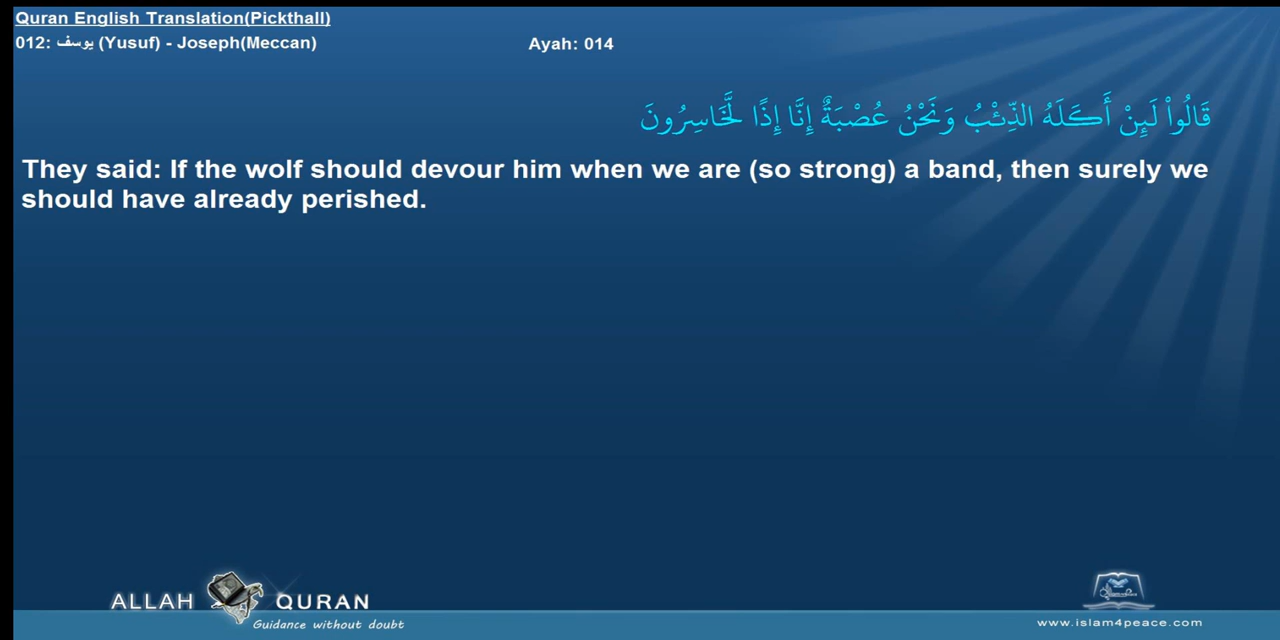 Quran English Translation(Pickthall)
012: يوسف (Yusuf) - Joseph(Meccan) Ayah: 014
قَالُواْ لَئِنْ أَكَلَهُ الذِّئْبُ وَنَحْنُ عُصْبَةٌ إِنَّا إِذًا لَّخَاسِرُونَ
They said: If the wolf should devour him when we are (so strong) a band, then surely we
should have already perished.
ALLAH QURAN
Guidance without doubt
www.islam4peace.com